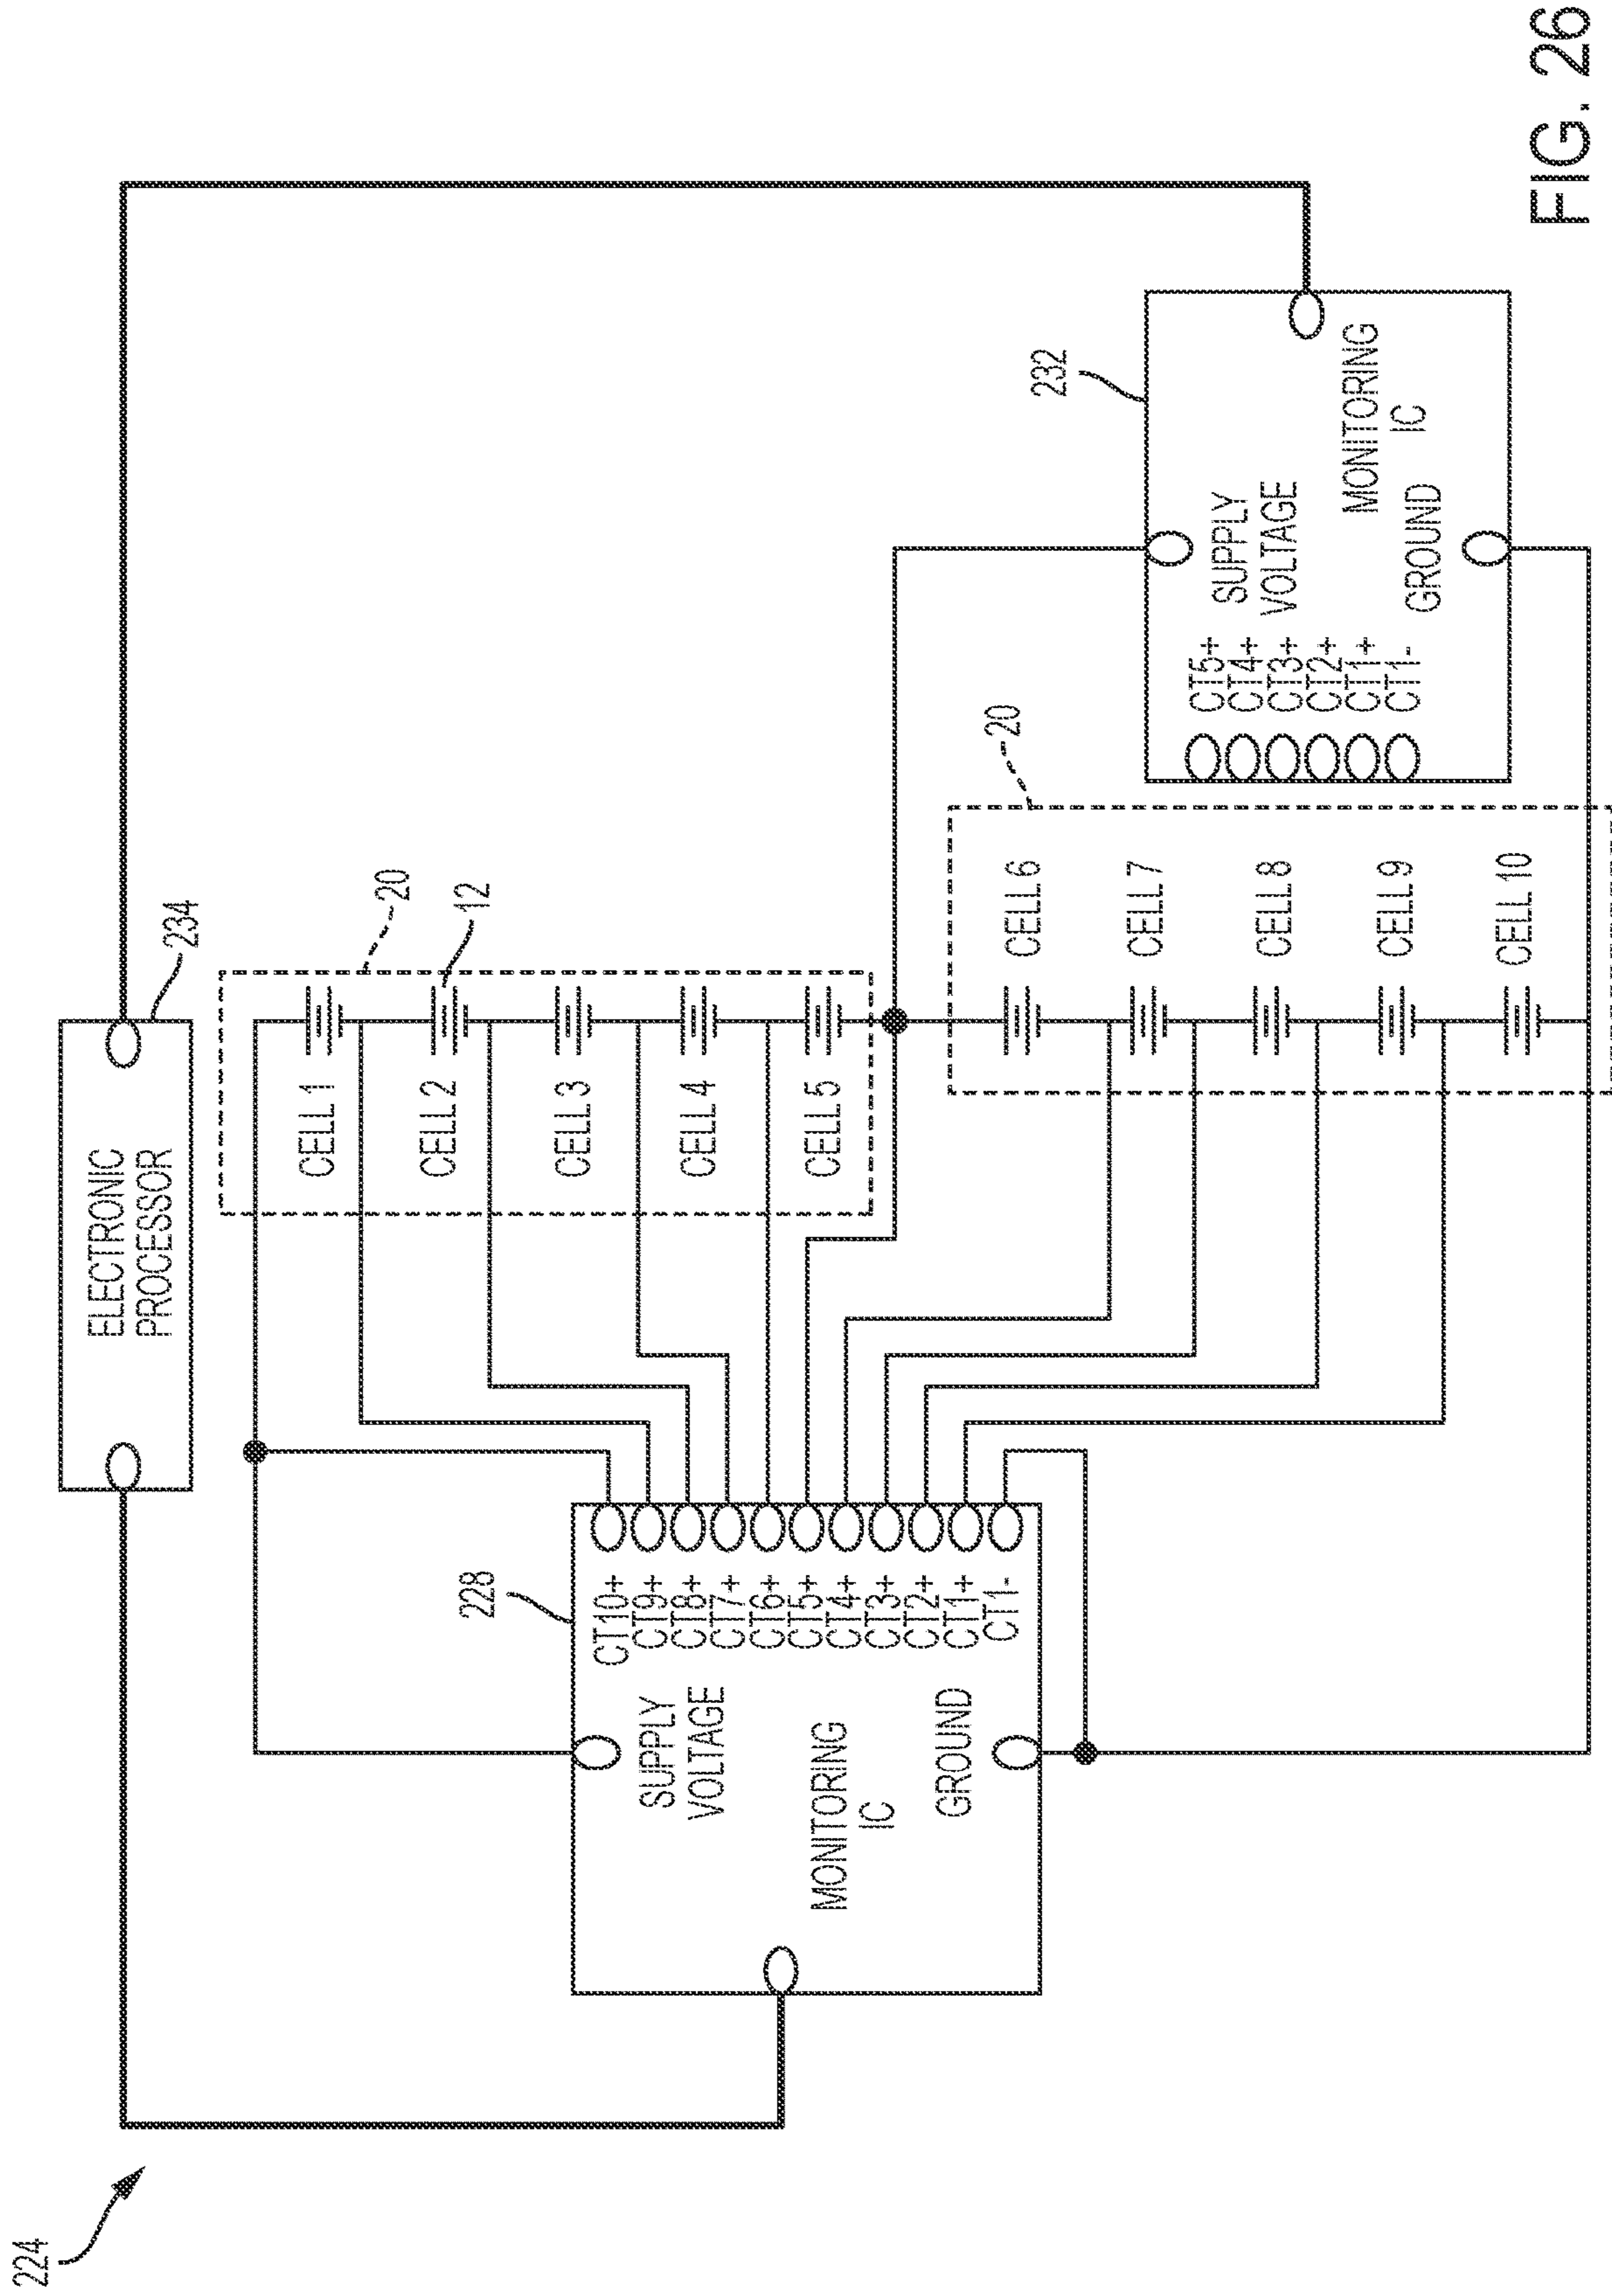 224
ELECTRONIC
PROCESSOR
234
20
12
CELL 1
CELL 2
CELL 3
CELL 4
CELL 5
228
CT10+
CT9+
CT8+
CT7+
CT6+
CT5+
CT4+
CT3+
CT2+
CT1+
CT1-
SUPPLY
VOLTAGE
MONITORING
IC
GROUND
20
CELL 6
CELL 7
CELL 8
CELL 9
CELL 10
232
CT5+
CT4+
CT3+
CT2+
CT1+
CT1-
SUPPLY
VOLTAGE
MONITORING
IC
GROUND
FIG. 26